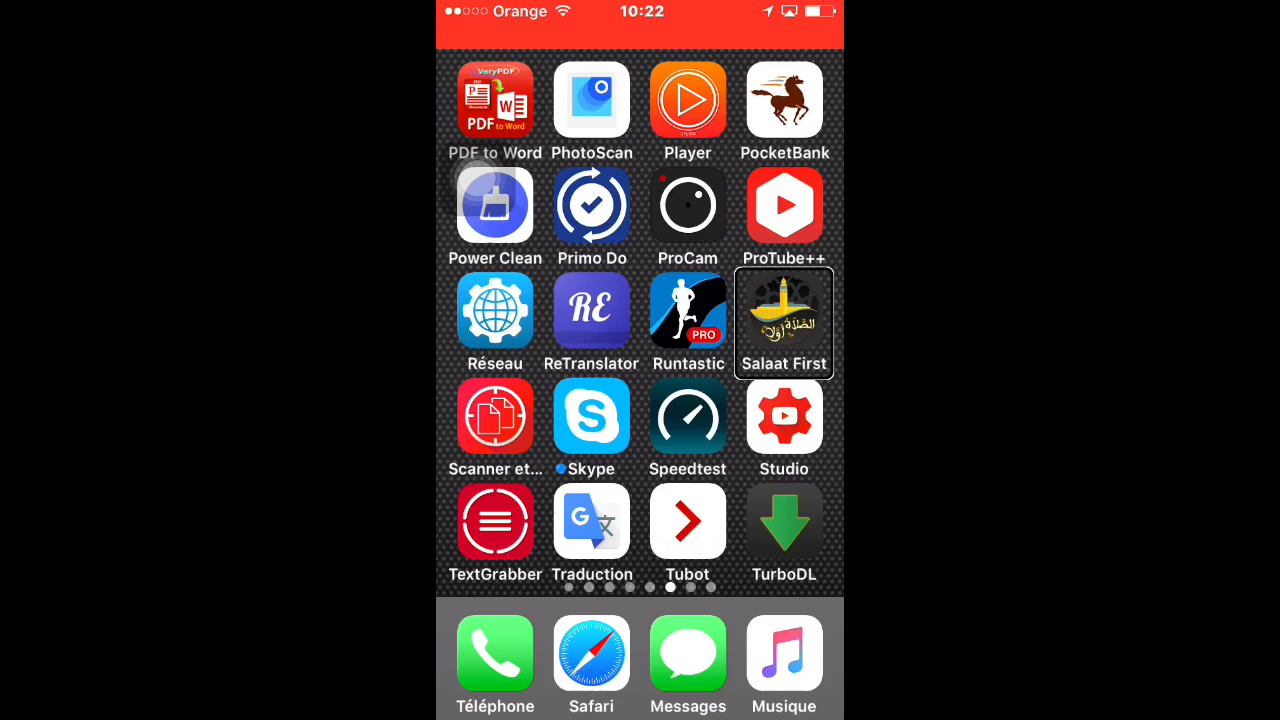 Orange 10:22
VeryPDF
PDF to Word
STUDIO
PDF to Word PhotoScan Player PocketBank
Power Clean Primo Do ProCam ProTube++
RE
PRO
الصلاة أولا
Réseau ReTranslator Runtastic Salaat First
Scanner et... Skype Speedtest Studio
TextGrabber Traduction Tubot TurboDL
Téléphone Safari Messages Musique